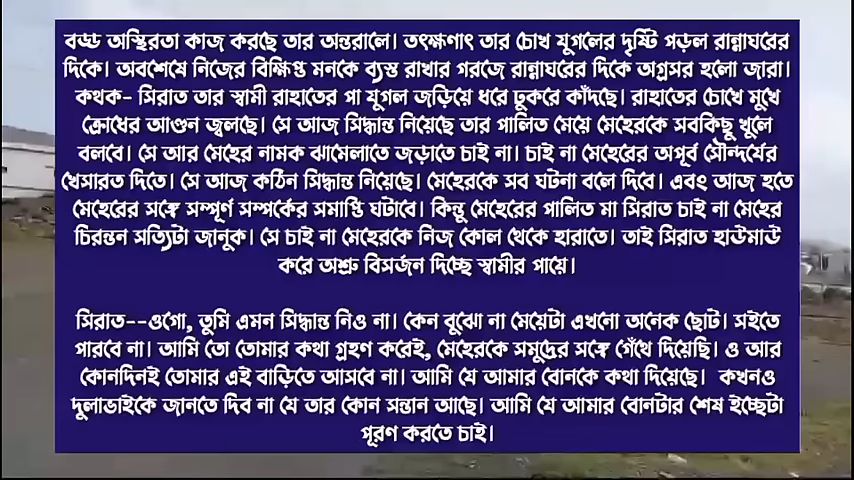 বড্ড অস্থিরতা কাজ করছে তার অন্তরালে। তৎক্ষণাৎ তার চোখ যুগলের দৃষ্টি পড়ল রান্নাঘরের
দিকে। অবশেষে নিজের বিক্ষিপ্ত মনকে ব্যস্ত রাখার গরজে রান্নাঘরের দিকে অগ্রসর হলো জারা।
কথক- সিরাত তার স্বামী রাহাতের পা যুগল জড়িয়ে ধরে ঢুকরে কাঁদছে। রাহাতের চোখে মুখে
ক্রোধের আগুন জ্বলছে। সে আজ সিদ্ধান্ত নিয়েছে তার পালিত মেয়ে মেহেরকে সবকিছু খুলে
বলবে। সে আর মেহের নামক ঝামেলাতে জড়াতে চাই না। চাই না মেহেরের অপূর্ব সৌন্দর্যের
খেসারত দিতে। সে আজ কঠিন সিদ্ধান্ত নিয়েছে। মেহেরকে সব ঘটনা বলে দিবে। এবং আজ হতে
মেহেরের সঙ্গে সম্পূর্ণ সম্পর্কের সমাপ্তি ঘটাবে। কিন্তু মেহেরের পালিত মা সিরাত চাই না মেহের
চিরন্তন সত্যিটা জানুক। সে চাই না মেহেরকে নিজ কোল থেকে হারাতে। তাই সিরাত হাউমাউ
করে অশ্রু বিসর্জন দিচ্ছে স্বামীর পায়ে।
সিরাত--ওগো, তুমি এমন সিদ্ধান্ত নিও না। কেন বুঝো না মেয়েটা এখনো অনেক ছোট। সইতে
পারবে না। আমি তো তোমার কথা গ্রহণ করেই, মেহেরকে সমুদ্রের সঙ্গে গেঁথে দিয়েছি। ও আর
কোনদিনই তোমার এই বাড়িতে আসবে না। আমি যে আমার বোনকে কথা দিয়েছে। কখনও
দুলাভাইকে জানতে দিব না যে তার কোন সন্তান আছে। আমি যে আমার বোনটার শেষ ইচ্ছেটা
পূরণ করতে চাই।